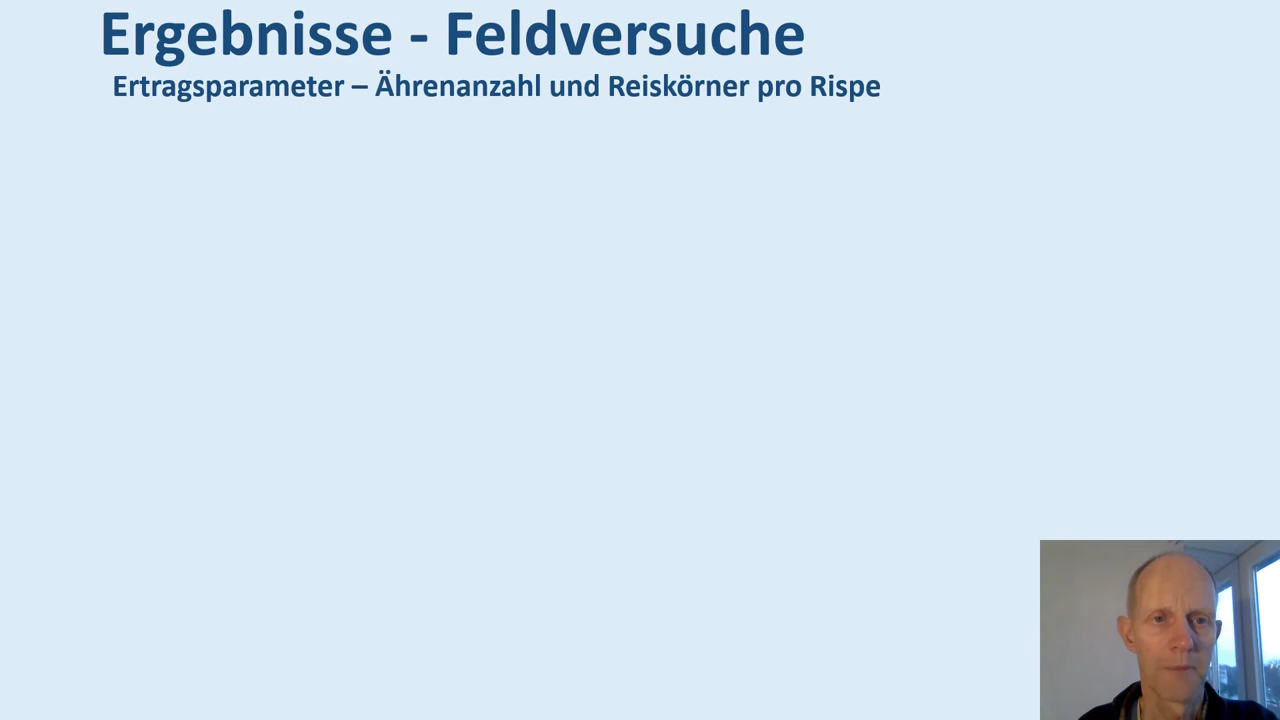 Ergebnisse - Feldversuche
Ertragsparameter – Ährenanzahl und Reiskörner pro Rispe